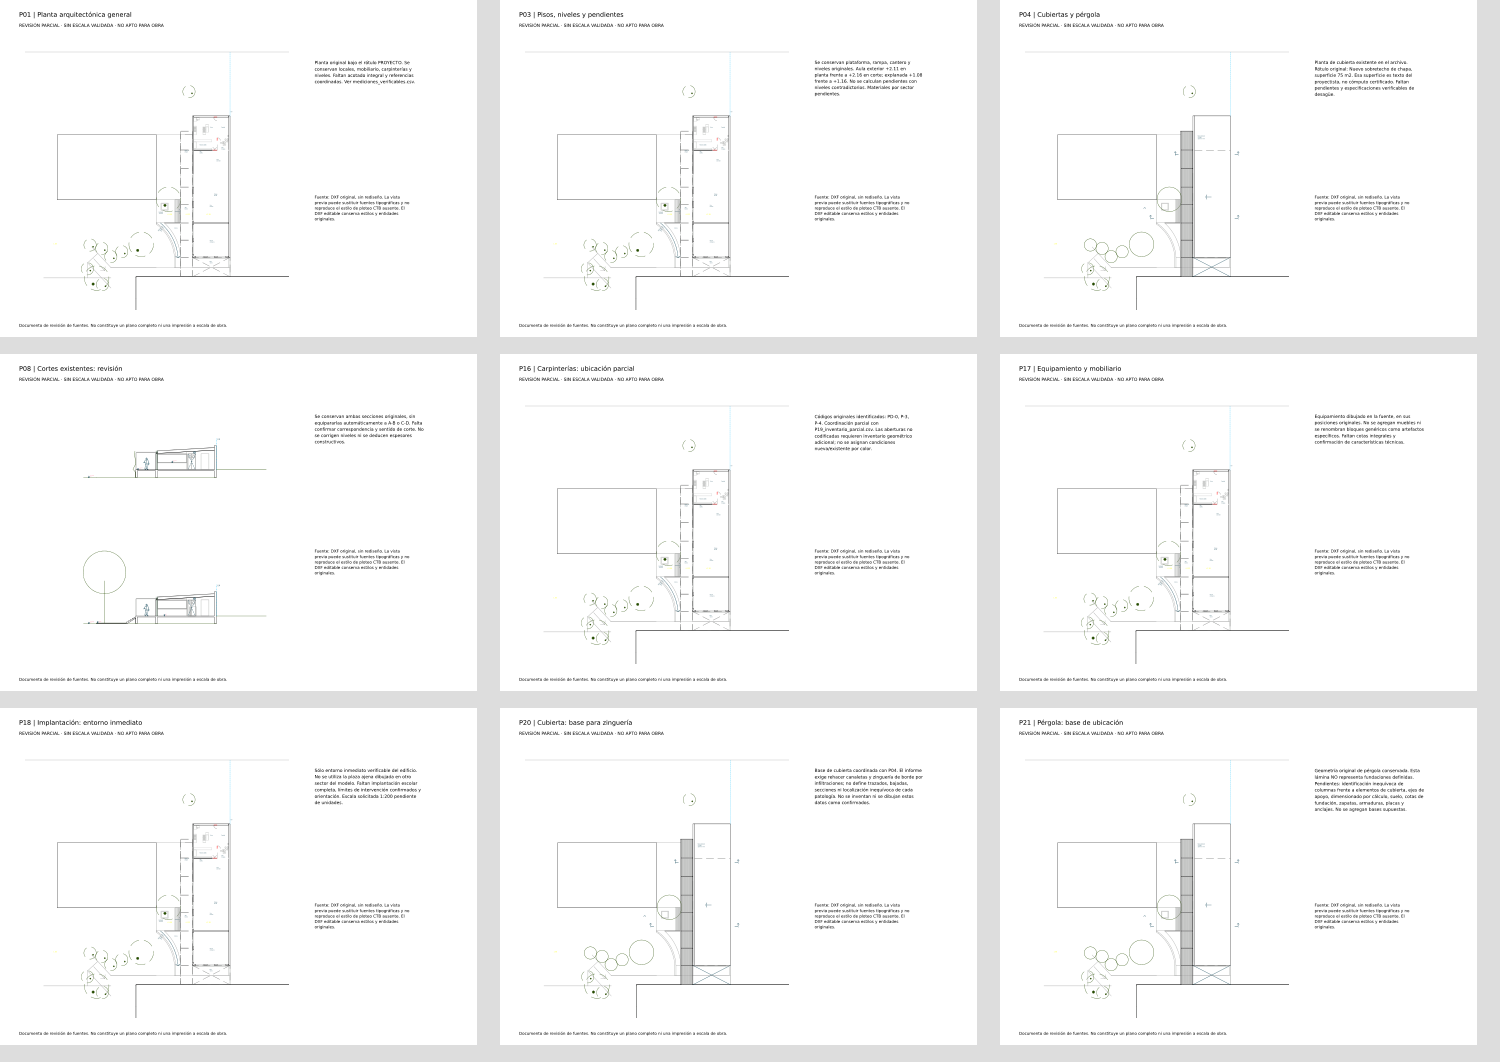 P01 | Planta arquitectónica general
REVISIÓN PARCIAL - SIN ESCALA VALIDADA - NO APTO PARA OBRA
Planta original bajo el rótulo PROYECTO. Se
conservan locales, mobiliario, carpinterías y
niveles. Faltan acotado integral y referencias
coordinadas. Ver mediciones_verificables.csv.
Fuente: DXF original, sin rediseño. La vista
previa puede sustituir fuentes tipográficas y no
reproduce el estilo de ploteo CTB ausente. El
DXF editable conserva estilos y entidades
originales.
Documento de revisión de fuentes. No constituye un plano completo ni una impresión a escala de obra.
P03 | Pisos, niveles y pendientes
REVISIÓN PARCIAL - SIN ESCALA VALIDADA - NO APTO PARA OBRA
Se conservan plataforma, rampa, cantero y
niveles originales. Aula exterior +2.11 en
planta frente a +2.16 en corte; explanada +1.08
frente a +1.16. No se calculan pendientes con
niveles contradictorios. Materiales por sector
pendientes.
Fuente: DXF original, sin rediseño. La vista
previa puede sustituir fuentes tipográficas y no
reproduce el estilo de ploteo CTB ausente. El
DXF editable conserva estilos y entidades
originales.
Documento de revisión de fuentes. No constituye un plano completo ni una impresión a escala de obra.
P04 | Cubiertas y pérgola
REVISIÓN PARCIAL - SIN ESCALA VALIDADA - NO APTO PARA OBRA
Planta de cubierta existente en el archivo.
Rótulo original: Nuevo sobretecho de chapa,
superficie 75 m2. Esa superficie es texto del
proyectista, no cómputo certificado. Faltan
pendientes y especificaciones verificables de
desagüe.
Fuente: DXF original, sin rediseño. La vista
previa puede sustituir fuentes tipográficas y no
reproduce el estilo de ploteo CTB ausente. El
DXF editable conserva estilos y entidades
originales.
Documento de revisión de fuentes. No constituye un plano completo ni una impresión a escala de obra.
P08 | Cortes existentes: revisión
REVISIÓN PARCIAL - SIN ESCALA VALIDADA - NO APTO PARA OBRA
Se conservan ambas secciones originales, sin
equipararlas automáticamente a A-B o C-D. Falta
confirmar correspondencia y sentido de corte. No
se corrigen niveles ni se deducen espesores
constructivos.
Fuente: DXF original, sin rediseño. La vista
previa puede sustituir fuentes tipográficas y no
reproduce el estilo de ploteo CTB ausente. El
DXF editable conserva estilos y entidades
originales.
Documento de revisión de fuentes. No constituye un plano completo ni una impresión a escala de obra.
P16 | Carpinterías: ubicación parcial
REVISIÓN PARCIAL - SIN ESCALA VALIDADA - NO APTO PARA OBRA
Códigos originales identificados: PD-0, P-3,
P-4. Coordinación parcial con
P19_inventario_parcial.csv. Las aberturas no
codificadas requieren inventario geométrico
adicional; no se asignan condiciones
nueva/existente por color.
Fuente: DXF original, sin rediseño. La vista
previa puede sustituir fuentes tipográficas y no
reproduce el estilo de ploteo CTB ausente. El
DXF editable conserva estilos y entidades
originales.
Documento de revisión de fuentes. No constituye un plano completo ni una impresión a escala de obra.
P17 | Equipamiento y mobiliario
REVISIÓN PARCIAL - SIN ESCALA VALIDADA - NO APTO PARA OBRA
Equipamiento dibujado en la fuente, en sus
posiciones originales. No se agregan muebles ni
se renombran bloques genéricos como artefactos
específicos. Faltan cotas integrales y
confirmación de características técnicas.
Fuente: DXF original, sin rediseño. La vista
previa puede sustituir fuentes tipográficas y no
reproduce el estilo de ploteo CTB ausente. El
DXF editable conserva estilos y entidades
originales.
Documento de revisión de fuentes. No constituye un plano completo ni una impresión a escala de obra.
P18 | Implantación: entorno inmediato
REVISIÓN PARCIAL - SIN ESCALA VALIDADA - NO APTO PARA OBRA
Sólo entorno inmediato verificable del edificio.
No se utiliza la plaza ajena dibujada en otro
sector del modelo. Faltan implantación escolar
completa, límites de intervención confirmados y
orientación. Escala solicitada 1:200 pendiente
de unidades.
Fuente: DXF original, sin rediseño. La vista
previa puede sustituir fuentes tipográficas y no
reproduce el estilo de ploteo CTB ausente. El
DXF editable conserva estilos y entidades
originales.
Documento de revisión de fuentes. No constituye un plano completo ni una impresión a escala de obra.
P20 | Cubierta: base para zinguería
REVISIÓN PARCIAL - SIN ESCALA VALIDADA - NO APTO PARA OBRA
Base de cubierta coordinada con P04. El informe
exige rehacer canaletas y zinguería de borde por
infiltraciones; no define trazados, bajadas,
secciones ni localización inequívoca de cada
patología. No se inventan ni se dibujan estos
datos como confirmados.
Fuente: DXF original, sin rediseño. La vista
previa puede sustituir fuentes tipográficas y no
reproduce el estilo de ploteo CTB ausente. El
DXF editable conserva estilos y entidades
originales.
Documento de revisión de fuentes. No constituye un plano completo ni una impresión a escala de obra.
P21 | Pérgola: base de ubicación
REVISIÓN PARCIAL - SIN ESCALA VALIDADA - NO APTO PARA OBRA
Geometría original de pérgola conservada. Esta
lámina NO representa fundaciones definidas.
Pendientes: identificación inequívoca de
columnas frente a elementos de cubierta, ejes de
apoyo, dimensionado por cálculo, suelo, cotas de
fundación, zapatas, armaduras, placas y
anclajes. No se agregan bases supuestas.
Fuente: DXF original, sin rediseño. La vista
previa puede sustituir fuentes tipográficas y no
reproduce el estilo de ploteo CTB ausente. El
DXF editable conserva estilos y entidades
originales.
Documento de revisión de fuentes. No constituye un plano completo ni una impresión a escala de obra.